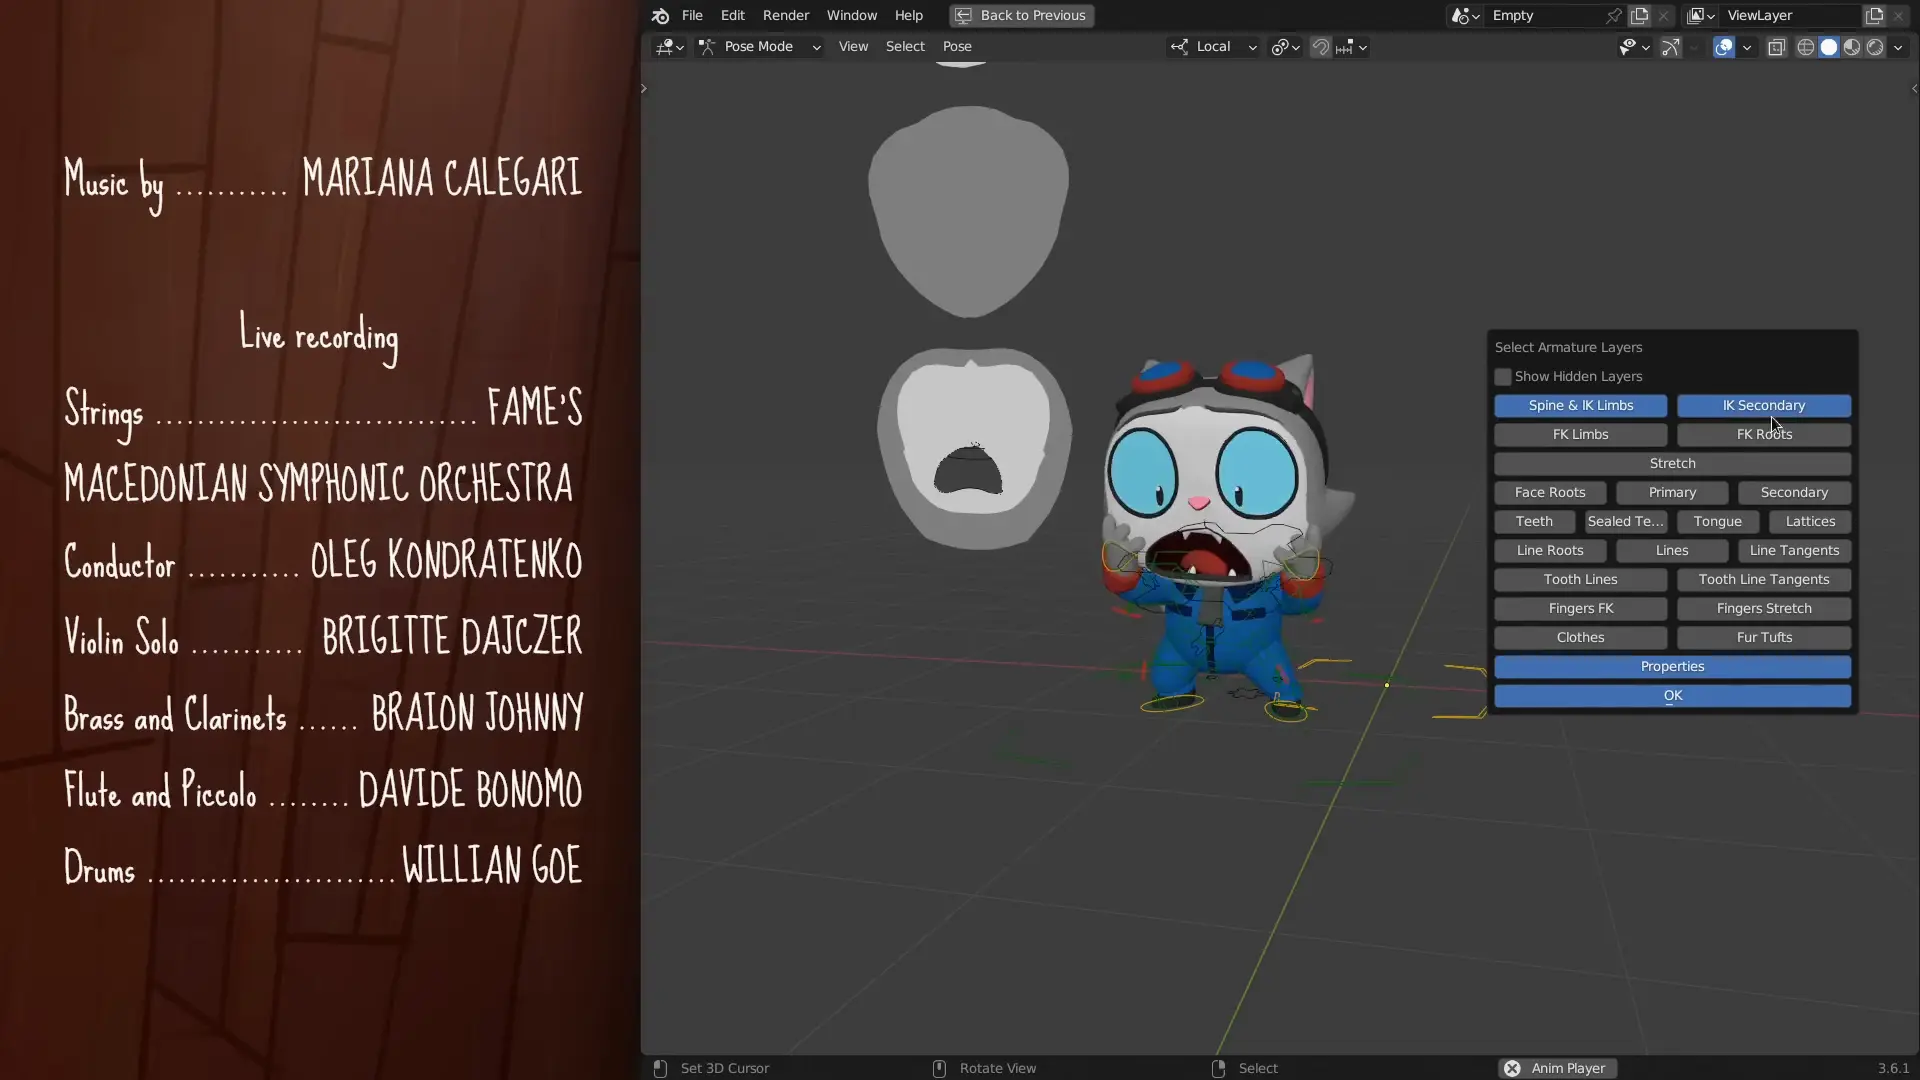 Music by ........... MARIANA CALEGARI
Live recording
Strings ............................. FAME'S
MACEDONIAN SYMPHONIC ORCHESTRA
Conductor ........... OLEG KONDRATENKO
Violin Solo ........... BRIGITTE DAJCZER
Brass and Clarinets ...... BRAION JOHNNY
Flute and Piccolo ........ DAVIDE BONOMO
Drums ...................... WILLIAN GOE
File Edit Render Window Help Back to Previous Empty ViewLayer
Pose Mode View Select Pose Local
Select Armature Layers
Show Hidden Layers
Spine & IK Limbs IK Secondary
FK Limbs FK Roots
Stretch
Face Roots Primary Secondary
Teeth Sealed Te... Tongue Lattices
Line Roots Lines Line Tangents
Tooth Lines Tooth Line Tangents
Fingers FK Fingers Stretch
Clothes Fur Tufts
Properties
OK
Set 3D Cursor Rotate View Select Anim Player 3.6.1